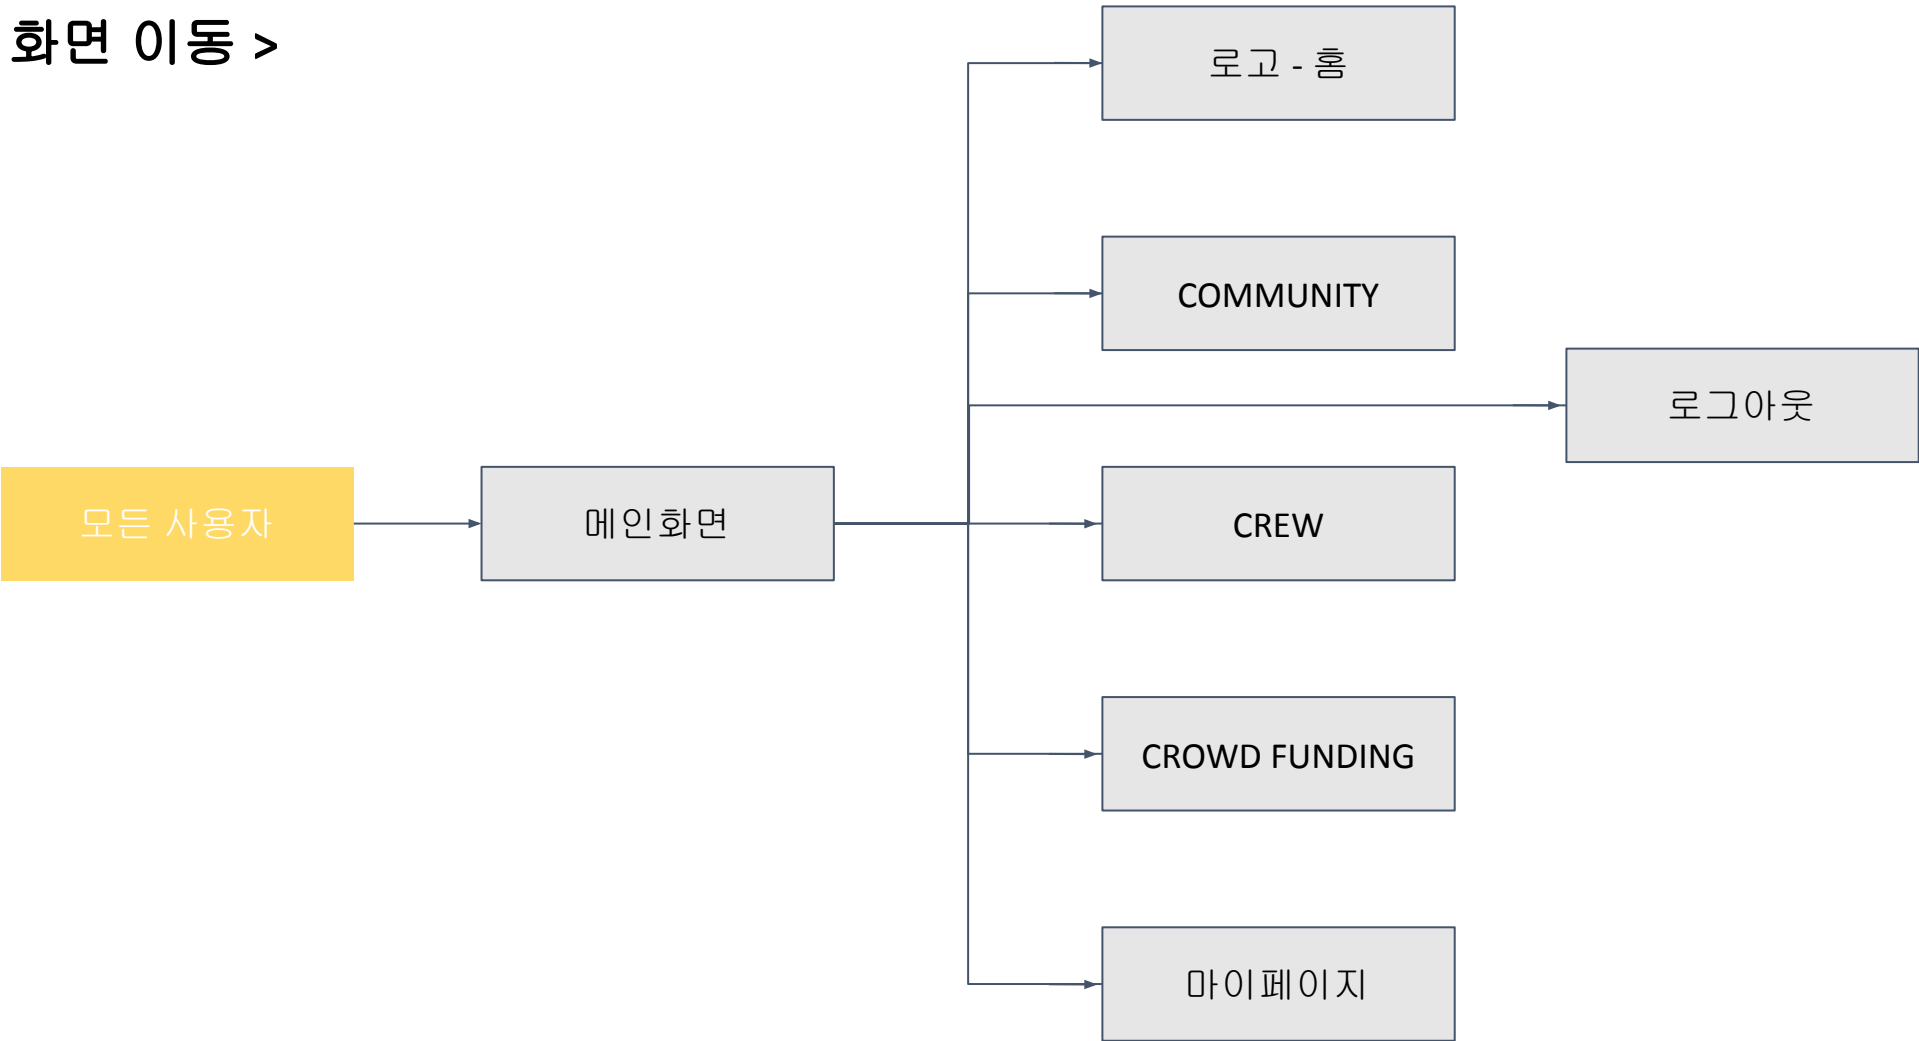 화면 이동 >
로고 - 홈
COMMUNITY
로그아웃
모든 사용자
메인화면
CREW
CROWD FUNDING
마이페이지